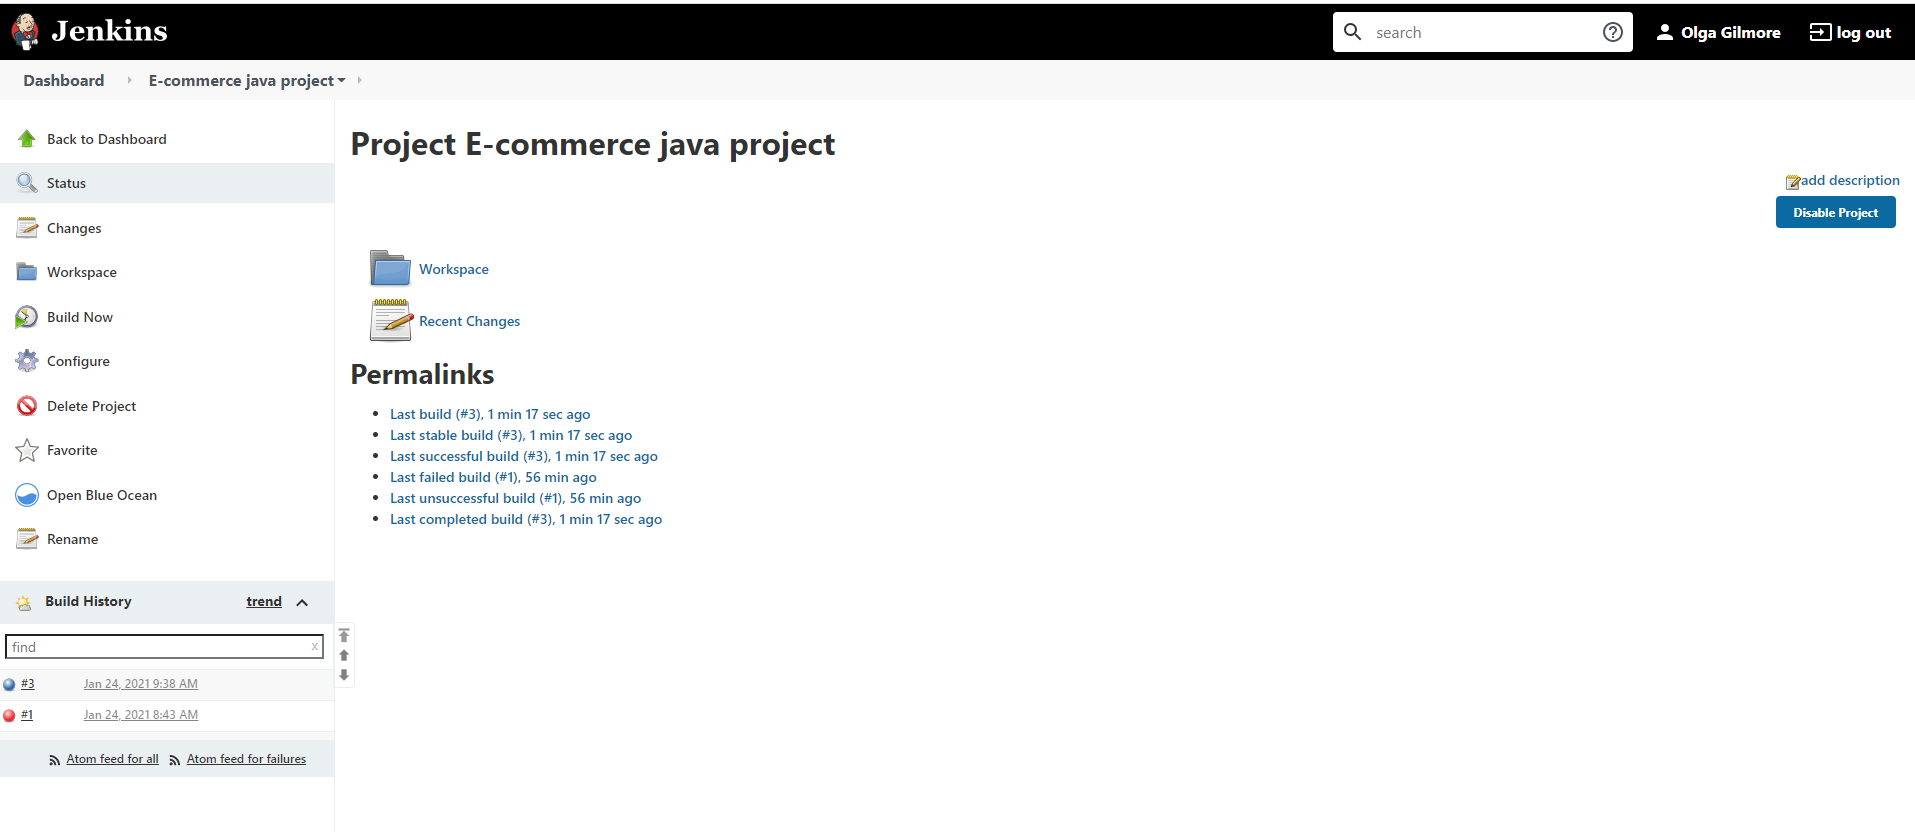 Jenkins
search
Olga Gilmore
log out
Dashboard
E-commerce java project
Back to Dashboard
Status
Changes
Workspace
Build Now
Configure
Delete Project
Favorite
Open Blue Ocean
Rename
Build History trend
find x
#3 Jan 24, 2021 9:38 AM
#1 Jan 24, 2021 8:43 AM
Atom feed for all Atom feed for failures
Project E-commerce java project
add description
Disable Project
Workspace
Recent Changes
Permalinks
• Last build (#3), 1 min 17 sec ago
• Last stable build (#3), 1 min 17 sec ago
• Last successful build (#3), 1 min 17 sec ago
• Last failed build (#1), 56 min ago
• Last unsuccessful build (#1), 56 min ago
• Last completed build (#3), 1 min 17 sec ago